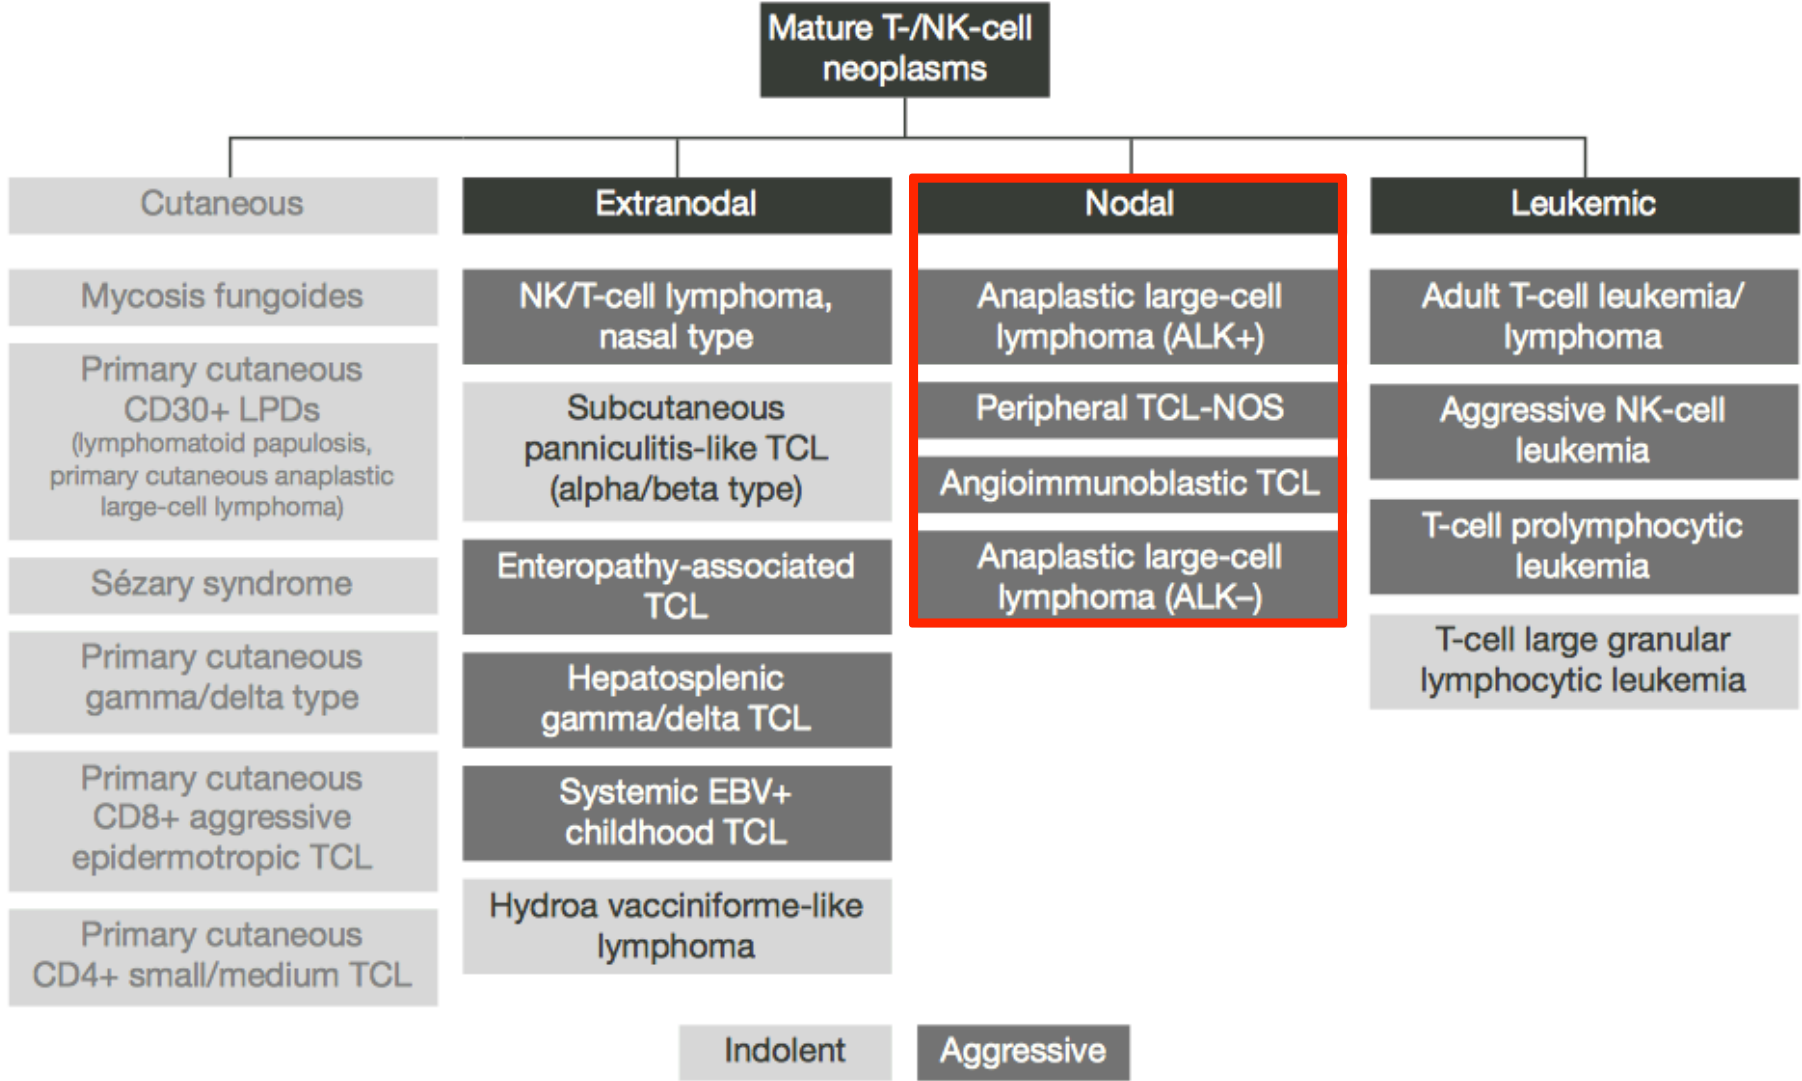 Mature T-/NK-cell
neoplasms
Cutaneous
Mycosis fungoides
Primary cutaneous
CD30+ LPDs
(lymphomatoid papulosis,
primary cutaneous anaplastic
large-cell lymphoma)
Sézary syndrome
Primary cutaneous
gamma/delta type
Primary cutaneous
CD8+ aggressive
epidermotropic TCL
Primary cutaneous
CD4+ small/medium TCL
Extranodal
NK/T-cell lymphoma,
nasal type
Subcutaneous
panniculitis-like TCL
(alpha/beta type)
Enteropathy-associated
TCL
Hepatosplenic
gamma/delta TCL
Systemic EBV+
childhood TCL
Hydroa vacciniforme-like
lymphoma
Nodal
Anaplastic large-cell
lymphoma (ALK+)
Peripheral TCL-NOS
Angioimmunoblastic TCL
Anaplastic large-cell
lymphoma (ALK–)
Leukemic
Adult T-cell leukemia/
lymphoma
Aggressive NK-cell
leukemia
T-cell prolymphocytic
leukemia
T-cell large granular
lymphocytic leukemia
Indolent
Aggressive